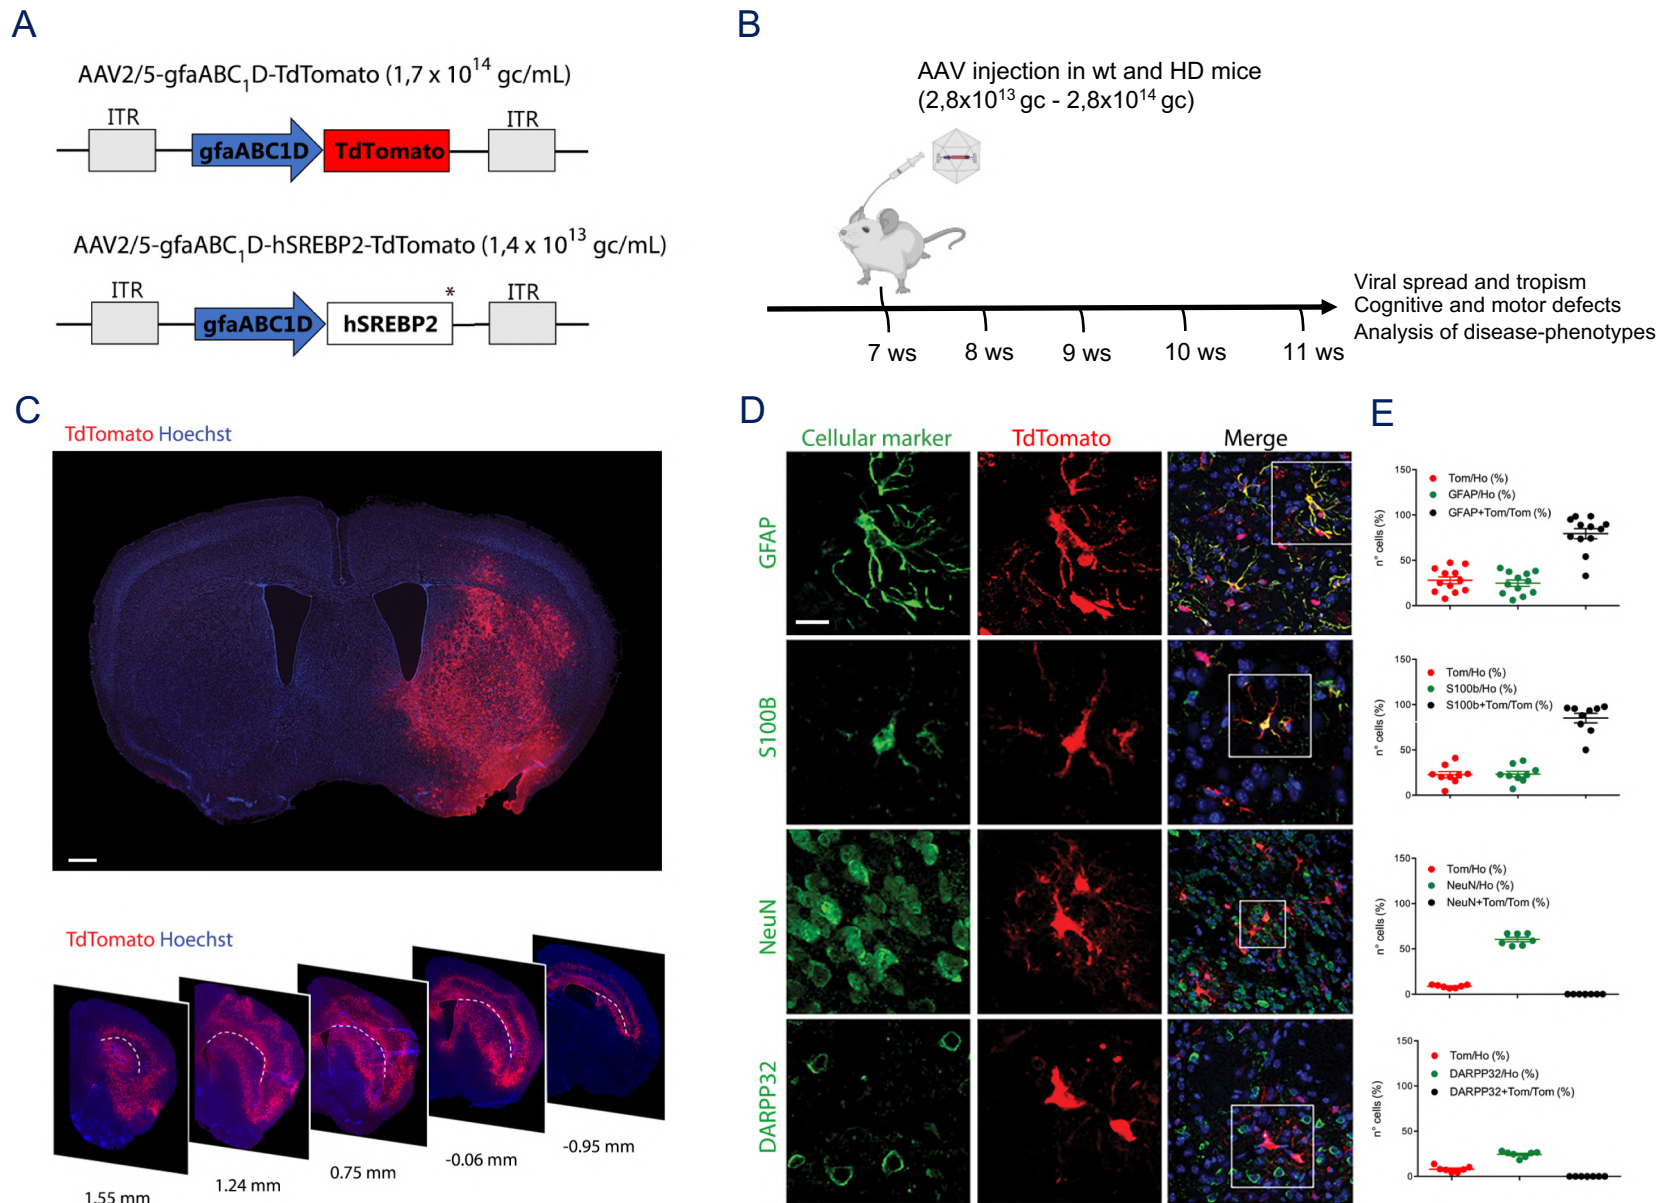 A
AAV2/5-gfaABC1D-TdTomato (1,7 x 10^14 gc/mL)
ITR
gfaABC1D
TdTomato
ITR
AAV2/5-gfaABC1D-hSREBP2-TdTomato (1,4 x 10^13 gc/mL)
ITR
gfaABC1D
hSREBP2
*
ITR
B
AAV injection in wt and HD mice
(2,8x10^13 gc - 2,8x10^14 gc)
7 ws
8 ws
9 ws
10 ws
11 ws
Viral spread and tropism
Cognitive and motor defects
Analysis of disease-phenotypes
C
TdTomato Hoechst
TdTomato Hoechst
1.55 mm
1.24 mm
0.75 mm
-0.06 mm
-0.95 mm
D
Cellular marker
TdTomato
Merge
GFAP
S100B
NeuN
DARPP32
E
n° cells (%)
150
100
50
0
Tom/Ho (%)
GFAP/Ho (%)
GFAP+Tom/Tom (%)
n° cells (%)
150
100
50
0
Tom/Ho (%)
S100b/Ho (%)
S100b+Tom/Tom (%)
n° cells (%)
150
100
50
0
Tom/Ho (%)
NeuN/Ho (%)
NeuN+Tom/Tom (%)
n° cells (%)
150
100
50
0
Tom/Ho (%)
DARPP32/Ho (%)
DARPP32+Tom/Tom (%)